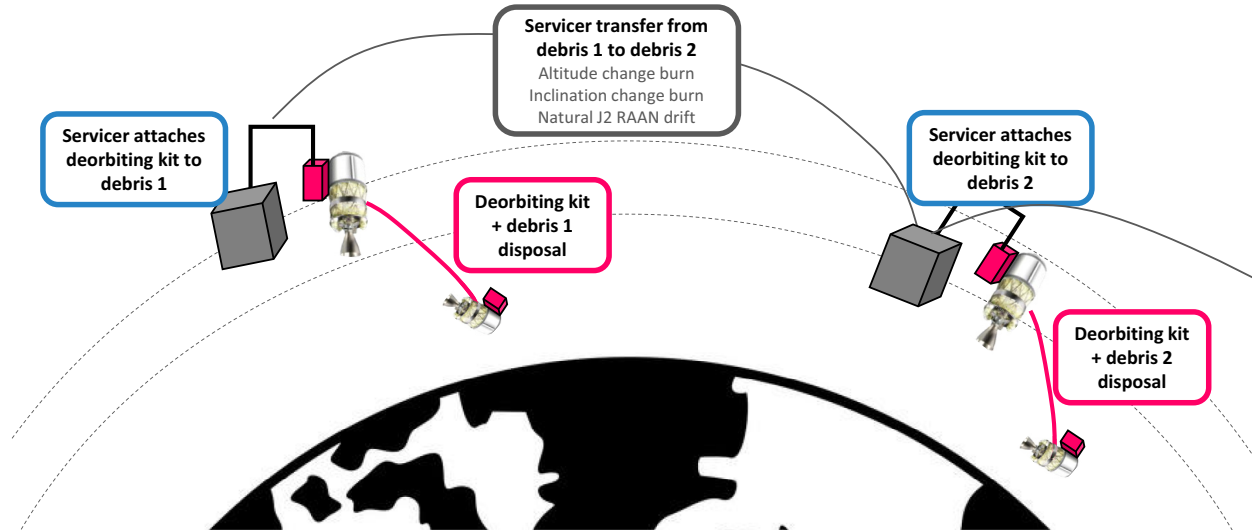 Servicer transfer from
debris 1 to debris 2
Altitude change burn
Inclination change burn
Natural J2 RAAN drift
Servicer attaches
deorbiting kit to
debris 1
Servicer attaches
deorbiting kit to
debris 2
Deorbiting kit
+ debris 1
disposal
Deorbiting kit
+ debris 2
disposal